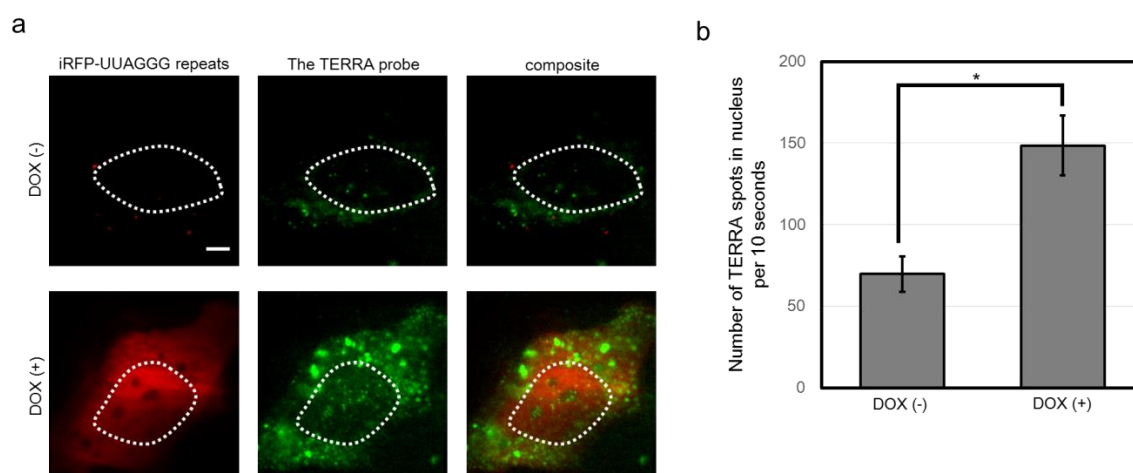 a
iRFP-UUAGGG repeats
The TERRA probe
composite
DOX (-)
DOX (+)
b
Number of TERRA spots in nucleus
per 10 seconds
200
150
100
50
0
*
DOX (-)
DOX (+)